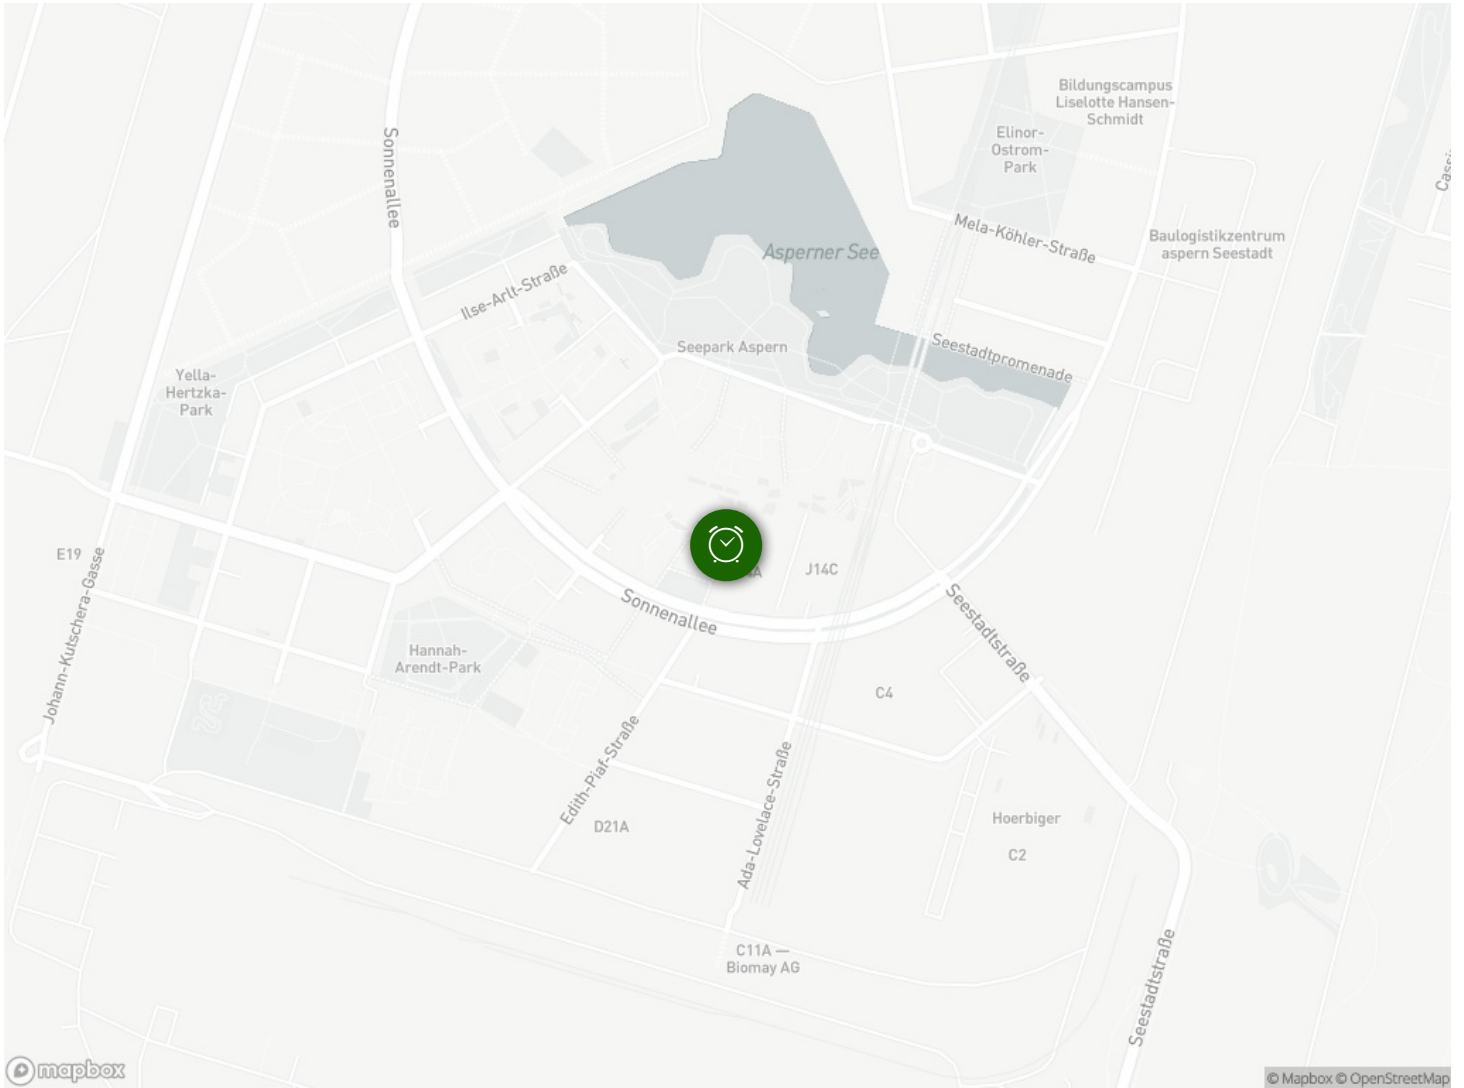 Bildungscampus
Liselotte Hansen-
Schmidt
Elinor-
Ostrom-
Park
Sonnenallee
Mela-Köhler-Straße
Baulogistikzentrum
aspern Seestadt
Asperner See
Ilse-Arlt-Straße
Seepark Aspern
Seestadtpromenade
Yella-
Hertzka-
Park
E19
J14C
Sonnenallee
Seestadtstraße
Johann-Kutschera-Gasse
Hannah-
Arendt-Park
C4
Edith-Piaf-Straße
Ada-Lovelace-Straße
D21A
Hoerbiger
C2
C11A —
Biomay AG
Seestadtstraße
mapbox
© Mapbox © OpenStreetMap